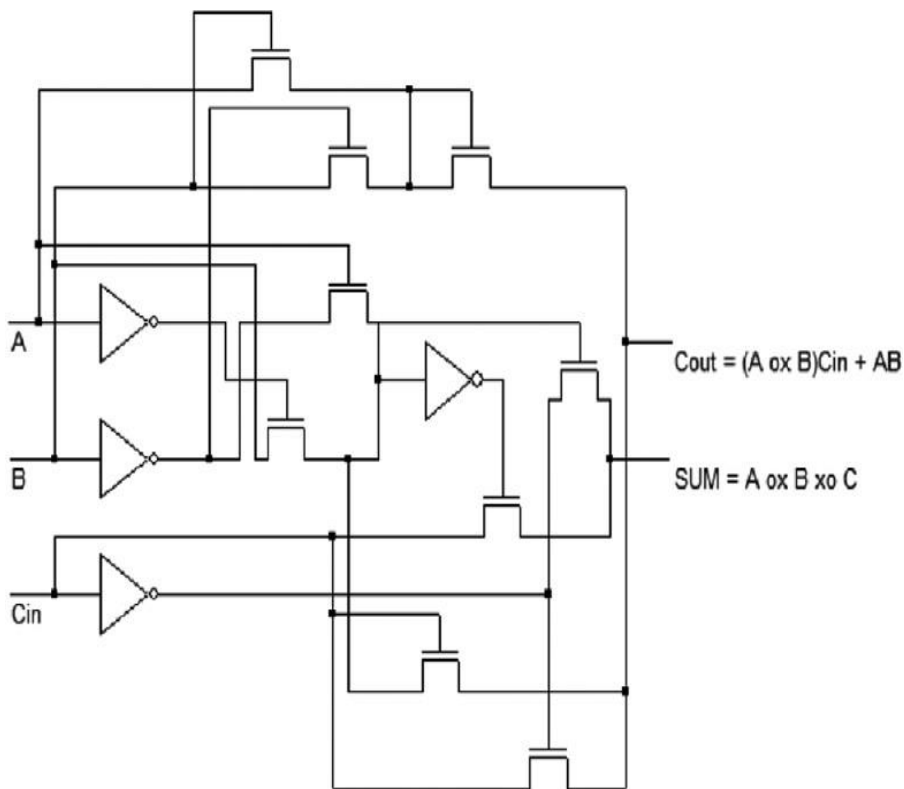 A
B
Cin
Cout = (A ox B)Cin + AB
SUM = A ox B xo C